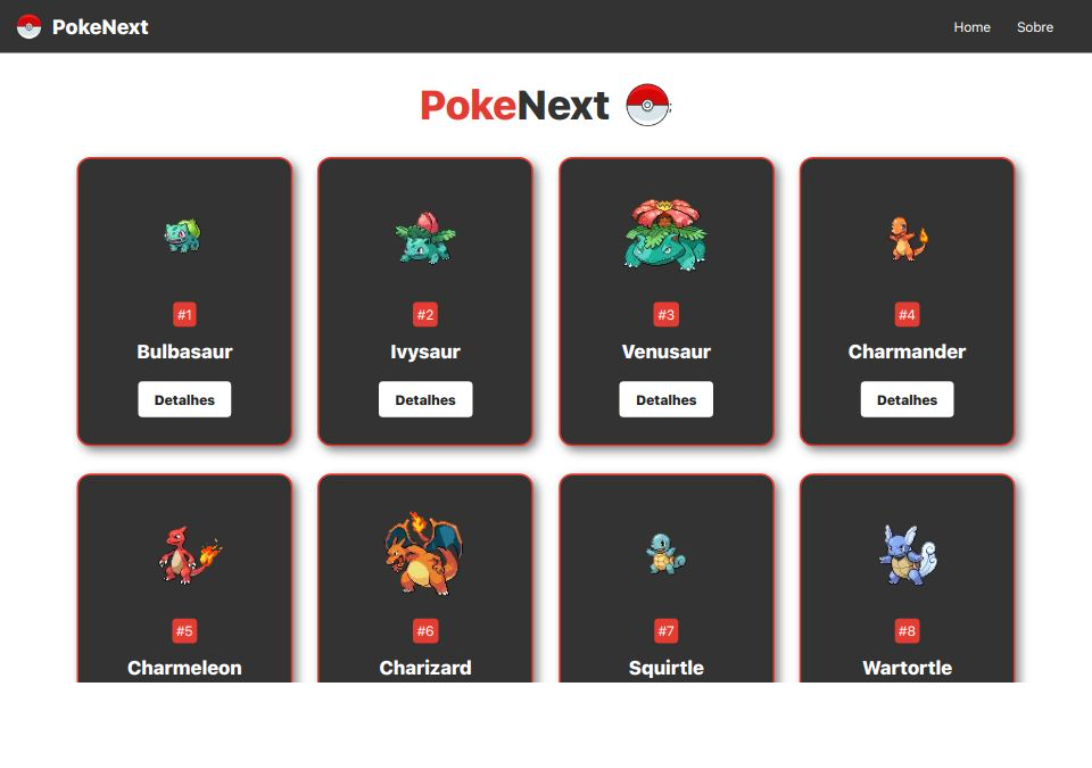 PokeNext Home Sobre
PokeNext ;
#1 #2 #3 #4
Bulbasaur Ivysaur Venusaur Charmander
Detalhes Detalhes Detalhes Detalhes
#5 #6 #7 #8
Charmeleon Charizard Squirtle Wartortle